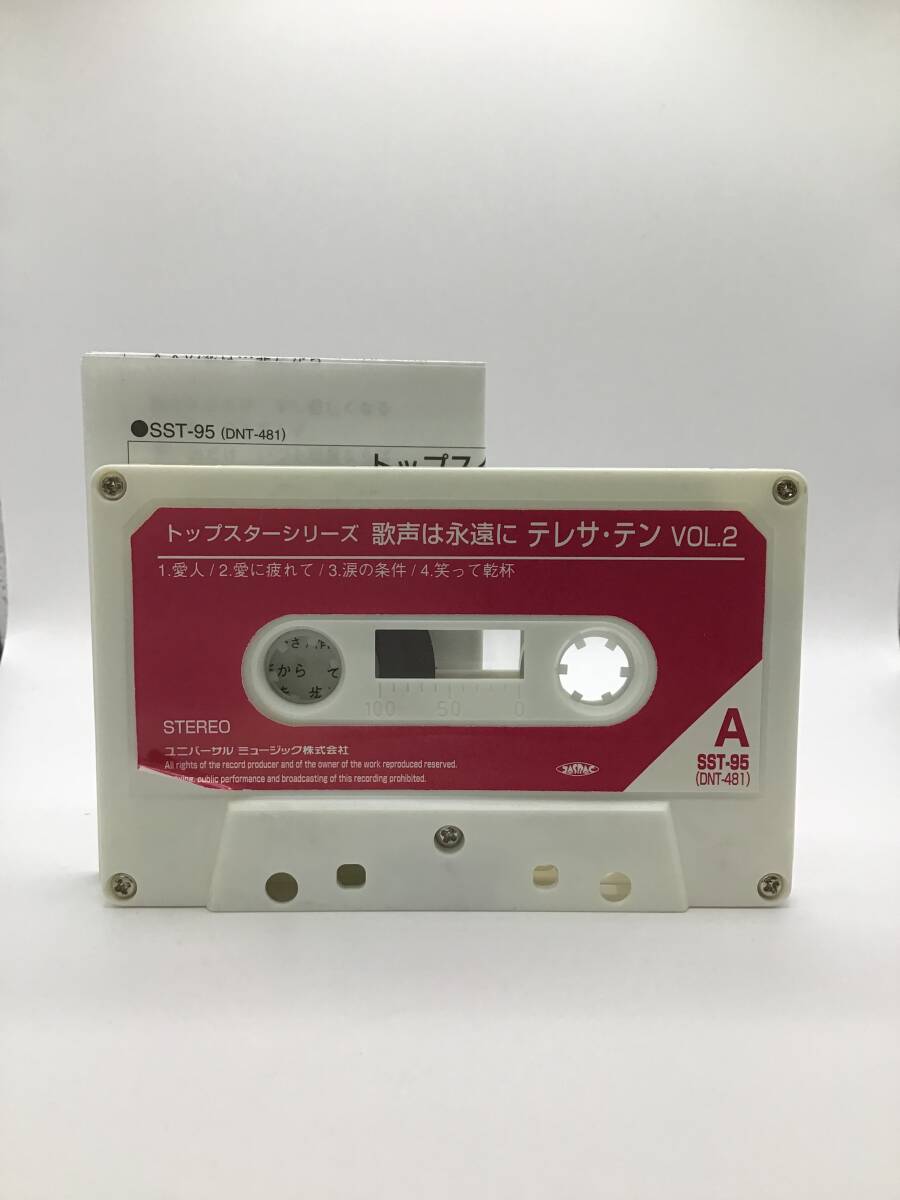 ●SST-95 (DNT-481)
トップスターシリーズ 歌声は永遠に テレサ・テン VOL.2
1.愛人 / 2.愛に疲れて / 3.涙の条件 / 4.笑って乾杯
から て
100 50 0
STEREO
A
SST-95
(DNT-481)
ユニバーサル ミュージック株式会社
All rights of the record producer and of the owner of the work reproduced reserved.
public performance and broadcasting of this recording prohibited.
JASRAC